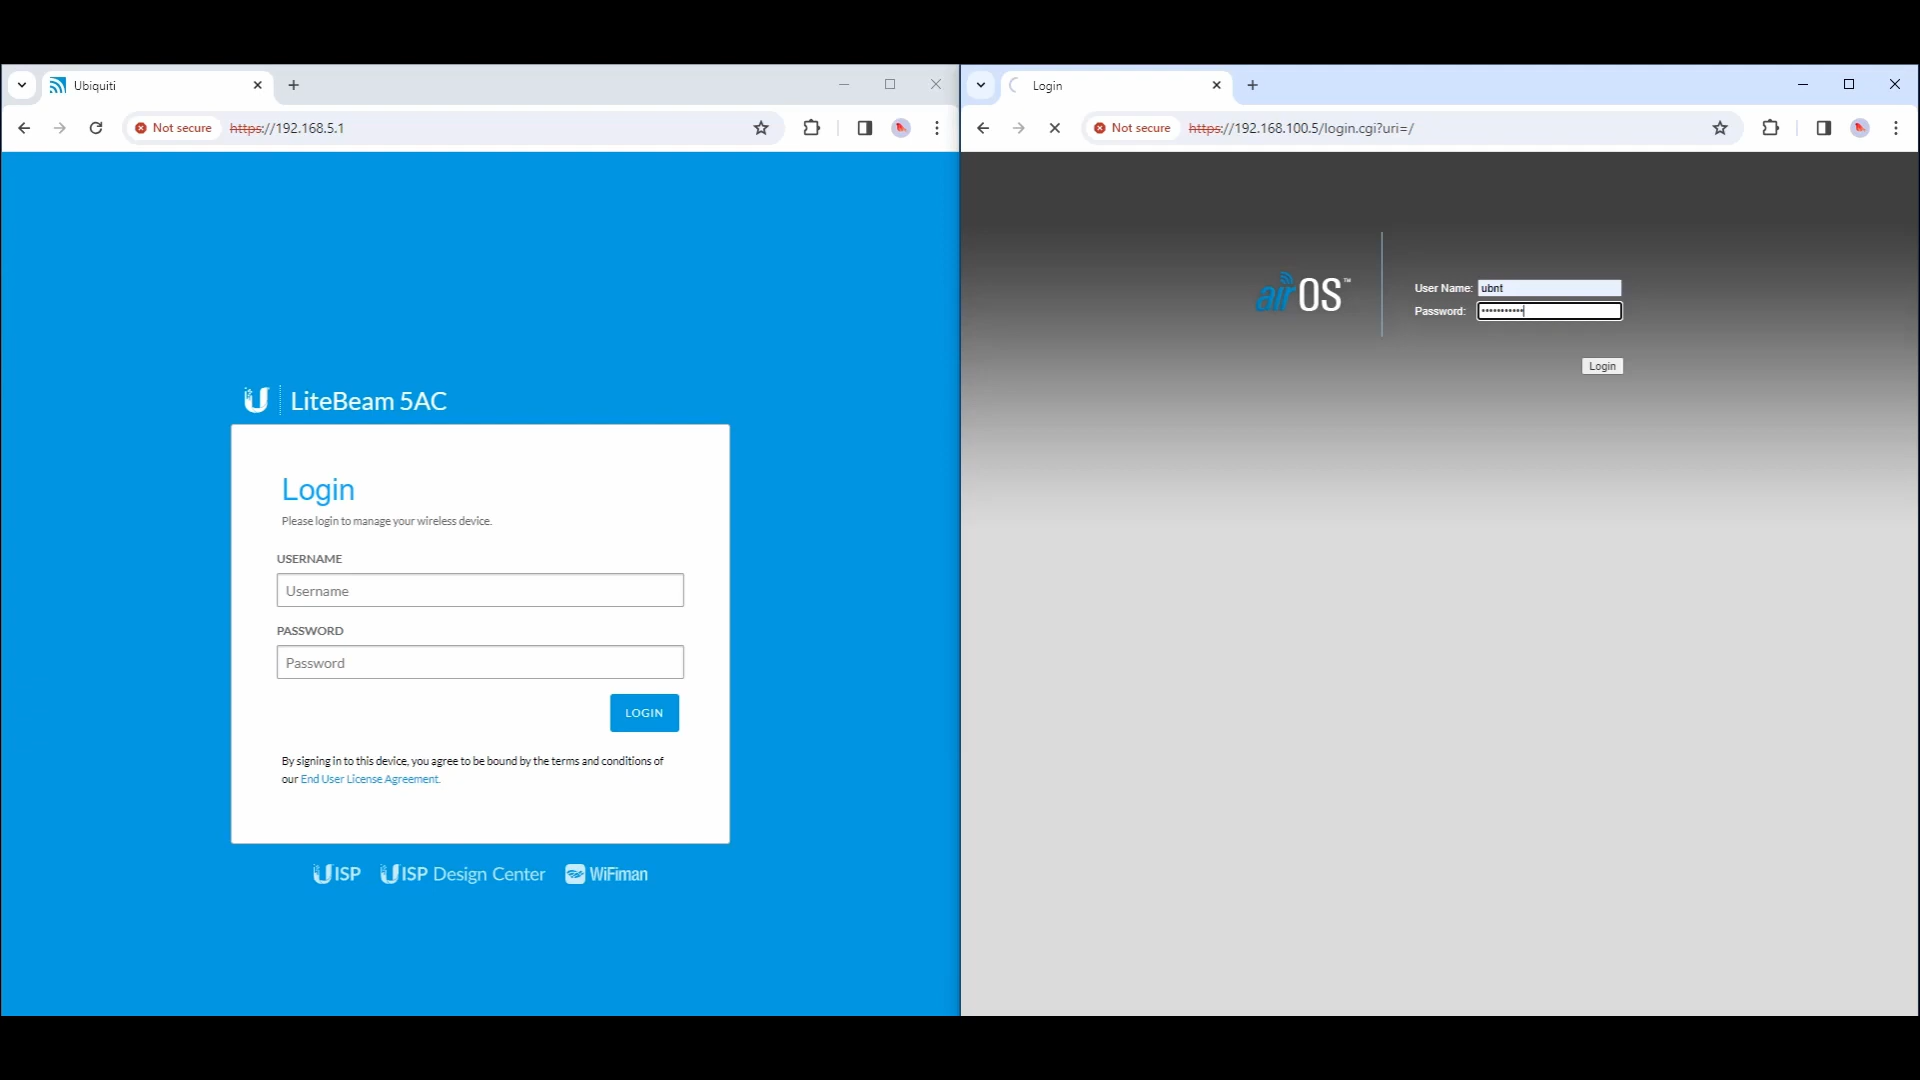 Ubiquiti
Not secure
https://192.168.5.1
LiteBeam 5AC
Login
Please login to manage your wireless device.
USERNAME
Username
PASSWORD
Password
LOGIN
By signing in to this device, you agree to be bound by the terms and conditions of
our End User License Agreement.
UISP
UISP Design Center
WiFiman
Login
Not secure
https://192.168.100.5/login.cgi?uri=/
airOS™
User Name: ubnt
Password: •••••••••••
Login